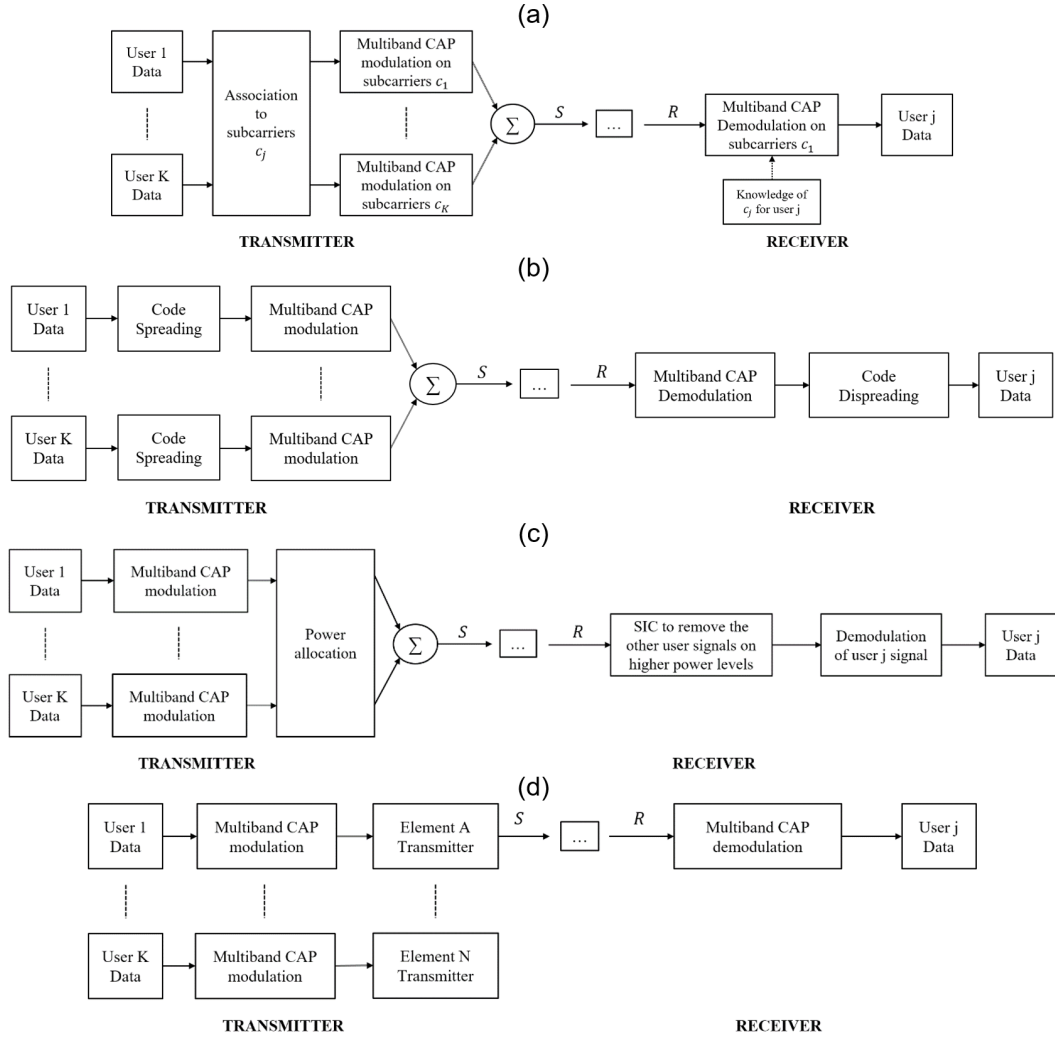 (a)
User 1
Data
Association
to
subcarriers
c_j
Multiband CAP
modulation on
subcarriers c_1
User K
Data
Multiband CAP
modulation on
subcarriers c_K
∑
S
...
R
Multiband CAP
Demodulation on
subcarriers c_1
User j
Data
Knowledge of
c_j for user j
TRANSMITTER
RECEIVER
(b)
User 1
Data
Code
Spreading
Multiband CAP
modulation
User K
Data
Code
Spreading
Multiband CAP
modulation
∑
S
...
R
Multiband CAP
Demodulation
Code
Dispreading
User j
Data
TRANSMITTER
RECEIVER
(c)
User 1
Data
Multiband CAP
modulation
User K
Data
Multiband CAP
modulation
Power
allocation
∑
S
...
R
SIC to remove the
other user signals on
higher power levels
Demodulation
of user j signal
User j
Data
TRANSMITTER
RECEIVER
(d)
User 1
Data
Multiband CAP
modulation
Element A
Transmitter
S
...
R
Multiband CAP
demodulation
User j
Data
User K
Data
Multiband CAP
modulation
Element N
Transmitter
TRANSMITTER
RECEIVER